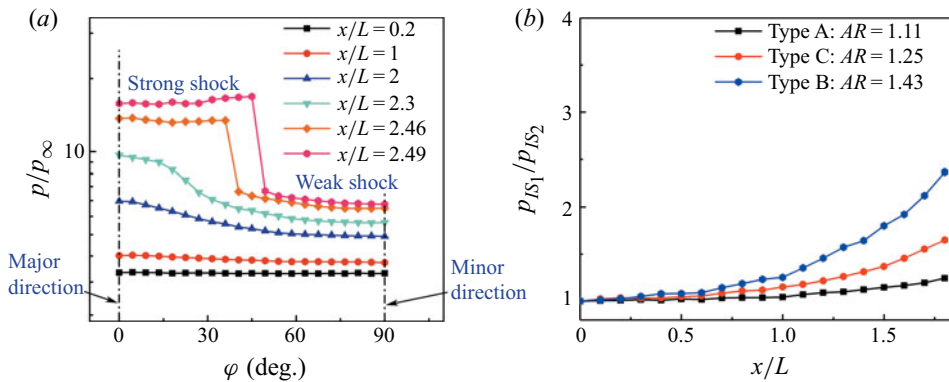 (a)
x/L = 0.2
x/L = 1
x/L = 2
x/L = 2.3
x/L = 2.46
x/L = 2.49
Strong shock
Weak shock
10
p/p∞
Major
direction
Minor
direction
0
30
60
90
φ (deg.)
(b)
Type A: AR = 1.11
Type C: AR = 1.25
Type B: AR = 1.43
4
3
2
1
pIS1/pIS2
0
0.5
1.0
1.5
x/L